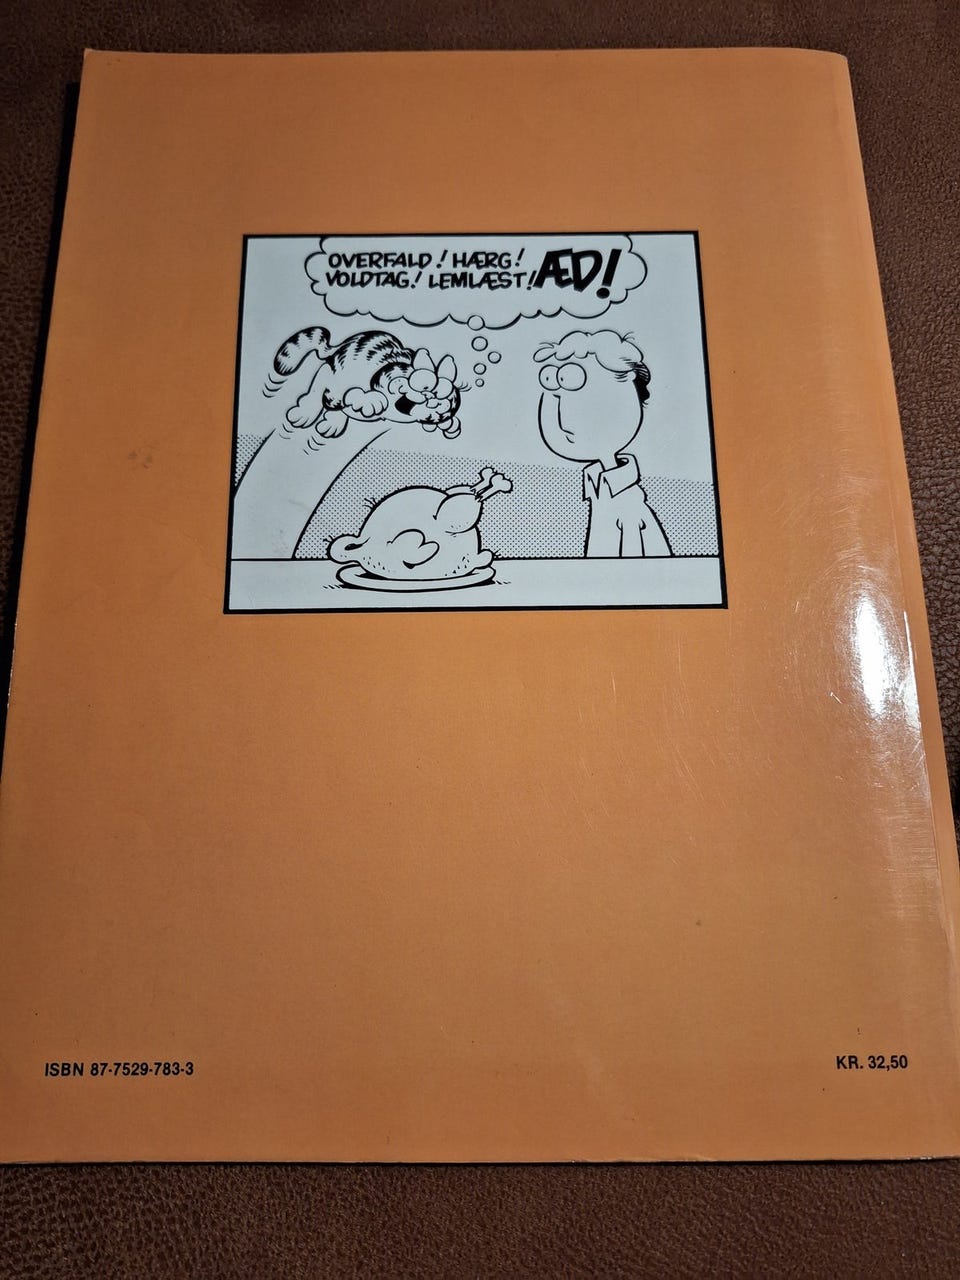 OVERFALD! HÆRG!
VOLDTAG! LEMLÆST! ÆD!
ISBN 87-7529-783-3
KR. 32,50